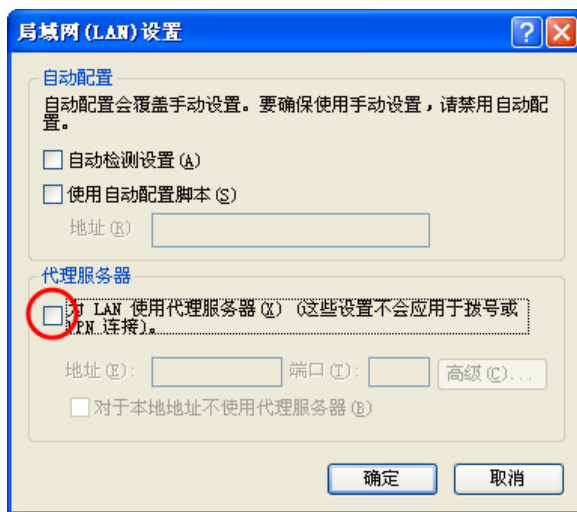 局域网(LAN)设置
自动配置
自动配置会覆盖手动设置。要确保使用手动设置，请禁用自动配
置。
自动检测设置(A)
使用自动配置脚本(S)
地址(R)
代理服务器
为 LAN 使用代理服务器(X) (这些设置不会应用于拨号或
VPN 连接)。
地址(E): 端口(T): 高级(C)...
对于本地地址不使用代理服务器(B)
确定 取消